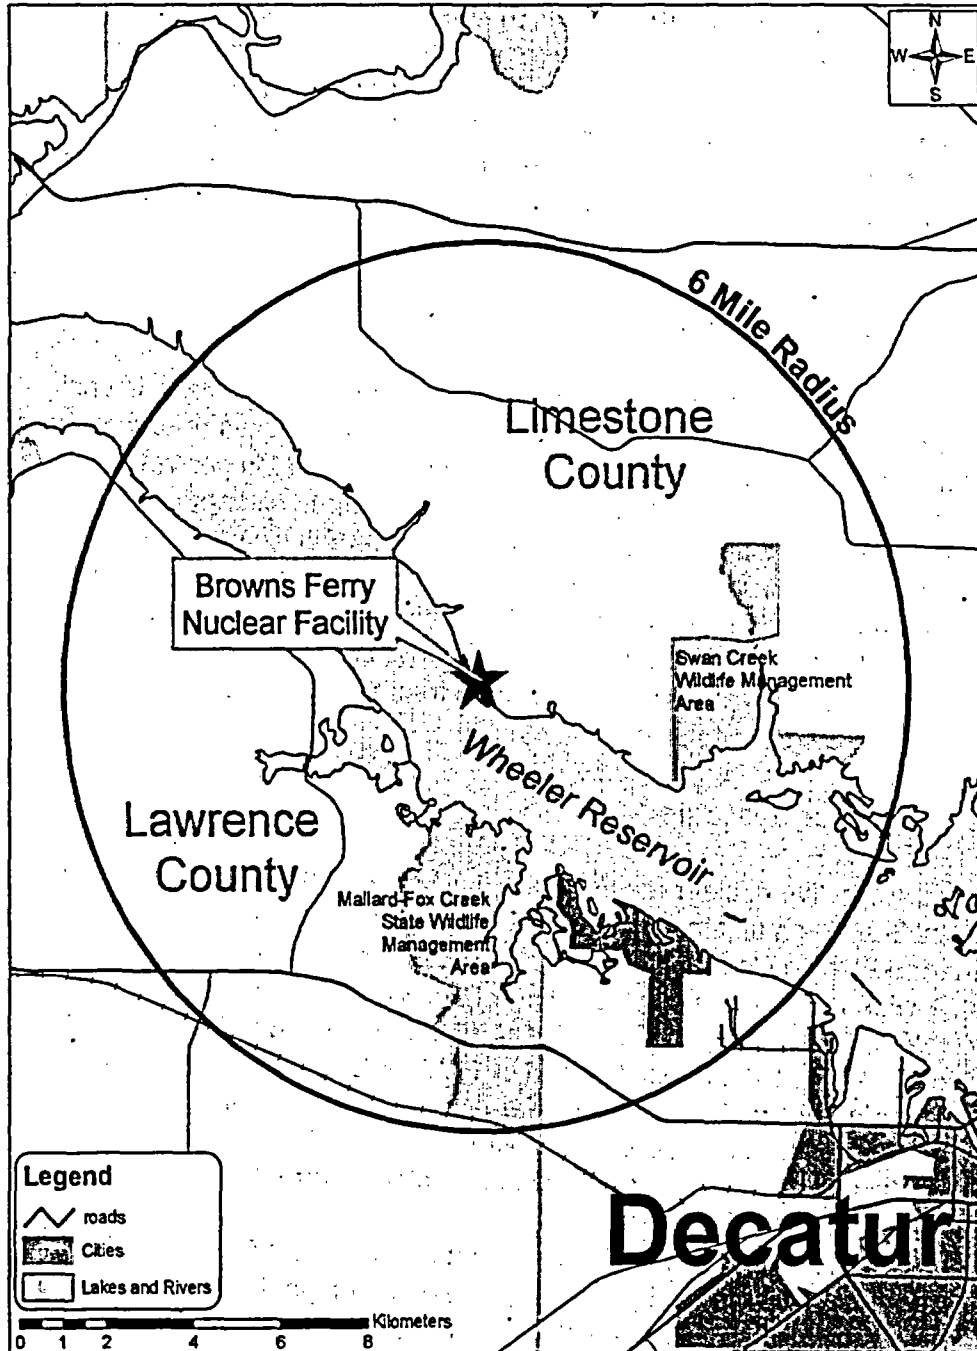 N
W E
S
6 Mile Radius
Limestone
County
Browns Ferry
Nuclear Facility
Swan Creek
Wildlife Management
Area
Wheeler Reservoir
Lawrence
County
Mallard-Fox Creek
State Wildlife
Management
Area
Decatur
Legend
roads
Cities
Lakes and Rivers
0 1 2 4 6 8 Kilometers